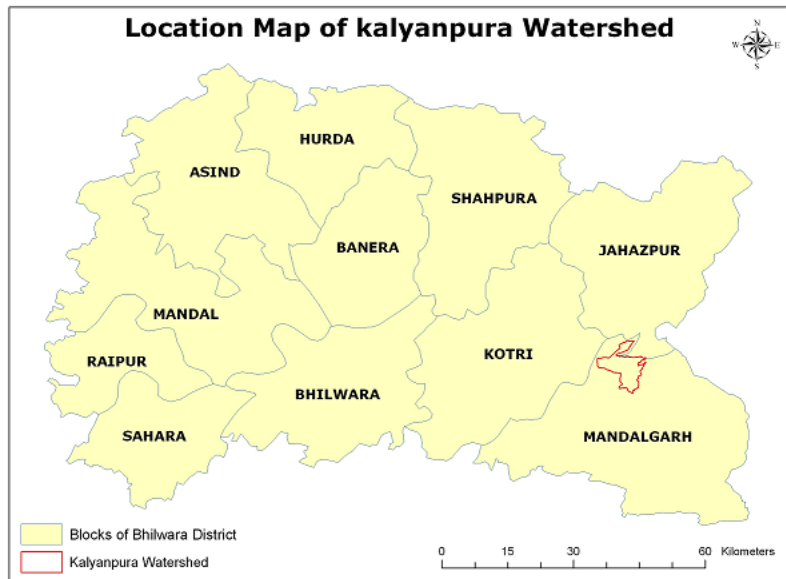 Location Map of kalyanpura Watershed
N
W E
S
HURDA
ASIND
SHAHPURA
BANERA
JAHAZPUR
MANDAL
KOTRI
RAIPUR
BHILWARA
SAHARA
MANDALGARH
Blocks of Bhilwara District
Kalyanpura Watershed
0 15 30 60 Kilometers